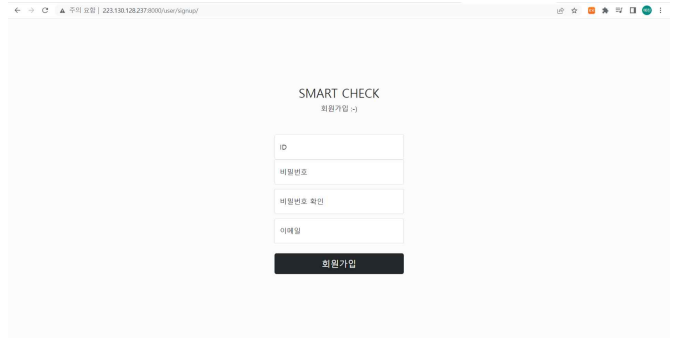 주의 요함 | 223.130.128.237:8000/user/signup/
SMART CHECK
회원가입 :-)
ID
비밀번호
비밀번호 확인
이메일
회원가입